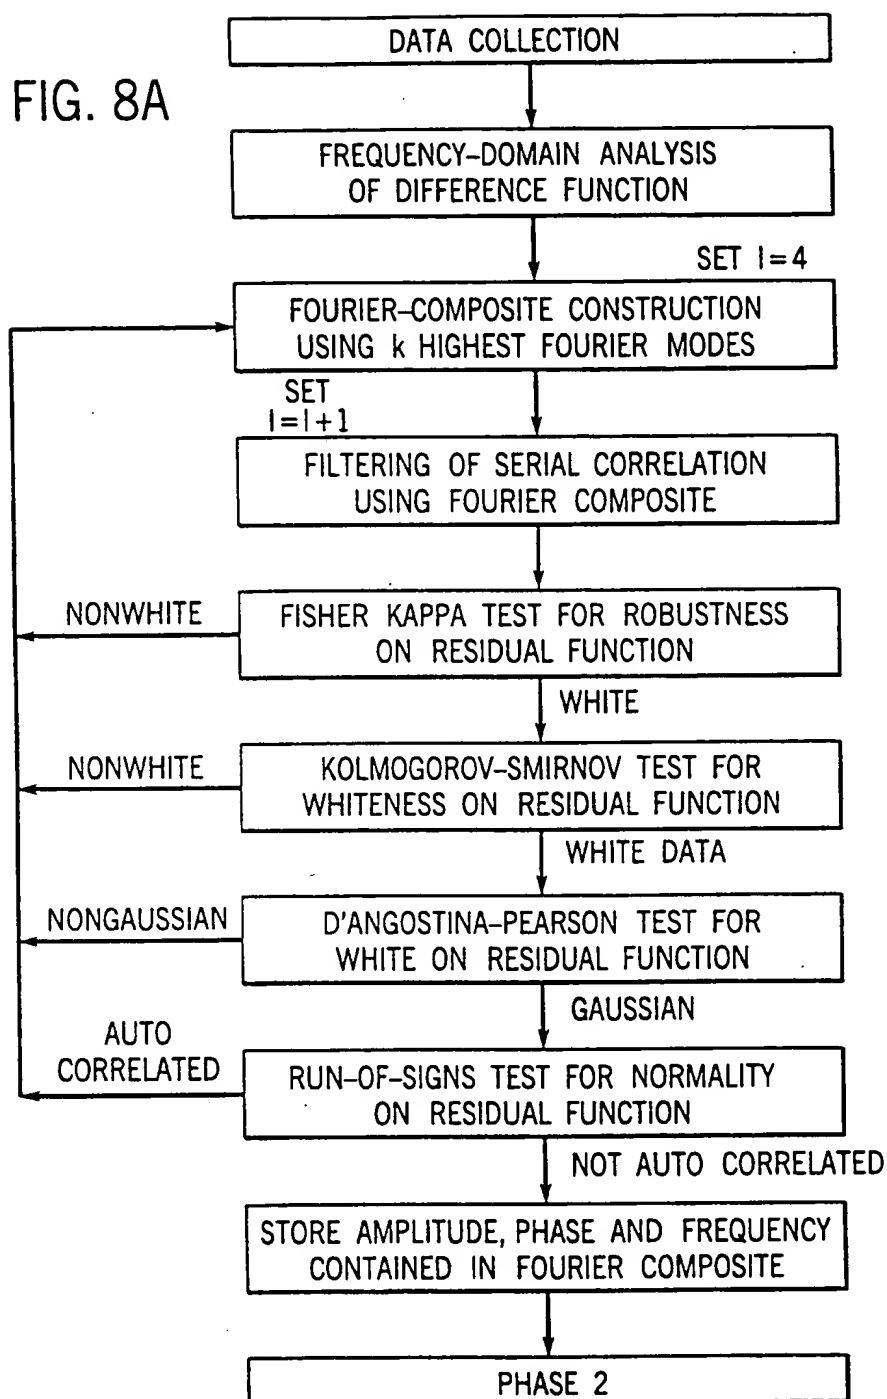 DATA COLLECTION
FIG. 8A
FREQUENCY-DOMAIN ANALYSIS
OF DIFFERENCE FUNCTION
SET I=4
FOURIER-COMPOSITE CONSTRUCTION
USING k HIGHEST FOURIER MODES
SET
I=I+1
FILTERING OF SERIAL CORRELATION
USING FOURIER COMPOSITE
NONWHITE
FISHER KAPPA TEST FOR ROBUSTNESS
ON RESIDUAL FUNCTION
WHITE
NONWHITE
KOLMOGOROV-SMIRNOV TEST FOR
WHITENESS ON RESIDUAL FUNCTION
WHITE DATA
NONGAUSSIAN
D'ANGOSTINA-PEARSON TEST FOR
WHITE ON RESIDUAL FUNCTION
GAUSSIAN
AUTO
CORRELATED
RUN-OF-SIGNS TEST FOR NORMALITY
ON RESIDUAL FUNCTION
NOT AUTO CORRELATED
STORE AMPLITUDE, PHASE AND FREQUENCY
CONTAINED IN FOURIER COMPOSITE
PHASE 2